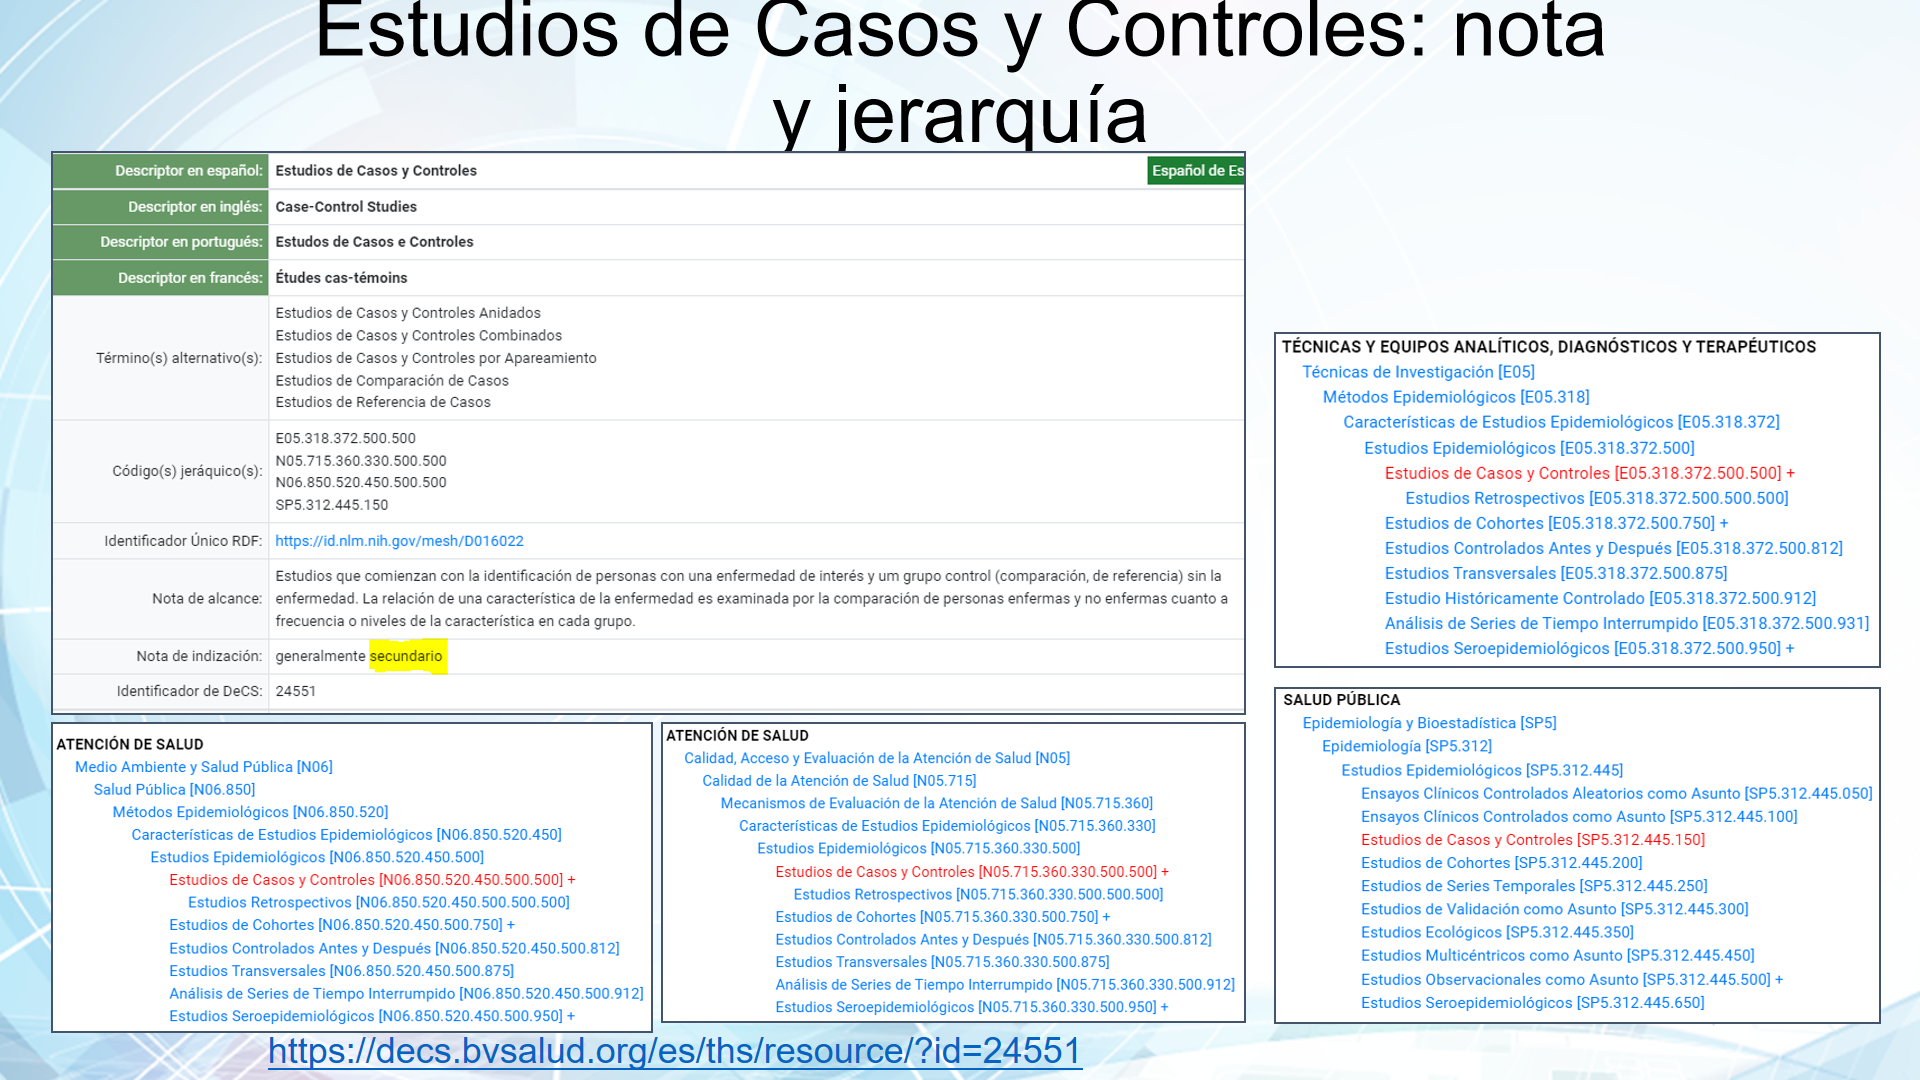 Estudios de Casos y Controles: nota
y jerarquía
Descriptor en español: Estudios de Casos y Controles
Español de Es
Descriptor en inglés: Case-Control Studies
Descriptor en portugués: Estudos de Casos e Controles
Descriptor en francés: Études cas-témoins
Término(s) alternativo(s):
Estudios de Casos y Controles Anidados
Estudios de Casos y Controles Combinados
Estudios de Casos y Controles por Apareamiento
Estudios de Comparación de Casos
Estudios de Referencia de Casos
Código(s) jeráquico(s):
E05.318.372.500.500
N05.715.360.330.500.500
N06.850.520.450.500.500
SP5.312.445.150
Identificador Único RDF: https://id.nlm.nih.gov/mesh/D016022
Nota de alcance:
Estudios que comienzan con la identificación de personas con una enfermedad de interés y um grupo control (comparación, de referencia) sin la
enfermedad. La relación de una característica de la enfermedad es examinada por la comparación de personas enfermas y no enfermas cuanto a
frecuencia o niveles de la característica en cada grupo.
Nota de indización: generalmente secundario
Identificador de DeCS: 24551
TÉCNICAS Y EQUIPOS ANALÍTICOS, DIAGNÓSTICOS Y TERAPÉUTICOS
Técnicas de Investigación [E05]
Métodos Epidemiológicos [E05.318]
Características de Estudios Epidemiológicos [E05.318.372]
Estudios Epidemiológicos [E05.318.372.500]
Estudios de Casos y Controles [E05.318.372.500.500] +
Estudios Retrospectivos [E05.318.372.500.500.500]
Estudios de Cohortes [E05.318.372.500.750] +
Estudios Controlados Antes y Después [E05.318.372.500.812]
Estudios Transversales [E05.318.372.500.875]
Estudio Históricamente Controlado [E05.318.372.500.912]
Análisis de Series de Tiempo Interrumpido [E05.318.372.500.931]
Estudios Seroepidemiológicos [E05.318.372.500.950] +
ATENCIÓN DE SALUD
Medio Ambiente y Salud Pública [N06]
Salud Pública [N06.850]
Métodos Epidemiológicos [N06.850.520]
Características de Estudios Epidemiológicos [N06.850.520.450]
Estudios Epidemiológicos [N06.850.520.450.500]
Estudios de Casos y Controles [N06.850.520.450.500.500] +
Estudios Retrospectivos [N06.850.520.450.500.500.500]
Estudios de Cohortes [N06.850.520.450.500.750] +
Estudios Controlados Antes y Después [N06.850.520.450.500.812]
Estudios Transversales [N06.850.520.450.500.875]
Análisis de Series de Tiempo Interrumpido [N06.850.520.450.500.912]
Estudios Seroepidemiológicos [N06.850.520.450.500.950] +
ATENCIÓN DE SALUD
Calidad, Acceso y Evaluación de la Atención de Salud [N05]
Calidad de la Atención de Salud [N05.715]
Mecanismos de Evaluación de la Atención de Salud [N05.715.360]
Características de Estudios Epidemiológicos [N05.715.360.330]
Estudios Epidemiológicos [N05.715.360.330.500]
Estudios de Casos y Controles [N05.715.360.330.500.500] +
Estudios Retrospectivos [N05.715.360.330.500.500.500]
Estudios de Cohortes [N05.715.360.330.500.750] +
Estudios Controlados Antes y Después [N05.715.360.330.500.812]
Estudios Transversales [N05.715.360.330.500.875]
Análisis de Series de Tiempo Interrumpido [N05.715.360.330.500.912]
Estudios Seroepidemiológicos [N05.715.360.330.500.950] +
SALUD PÚBLICA
Epidemiología y Bioestadística [SP5]
Epidemiología [SP5.312]
Estudios Epidemiológicos [SP5.312.445]
Ensayos Clínicos Controlados Aleatorios como Asunto [SP5.312.445.050]
Ensayos Clínicos Controlados como Asunto [SP5.312.445.100]
Estudios de Casos y Controles [SP5.312.445.150]
Estudios de Cohortes [SP5.312.445.200]
Estudios de Series Temporales [SP5.312.445.250]
Estudios de Validación como Asunto [SP5.312.445.300]
Estudios Ecológicos [SP5.312.445.350]
Estudios Multicéntricos como Asunto [SP5.312.445.450]
Estudios Observacionales como Asunto [SP5.312.445.500] +
Estudios Seroepidemiológicos [SP5.312.445.650]
https://decs.bvsalud.org/es/ths/resource/?id=24551